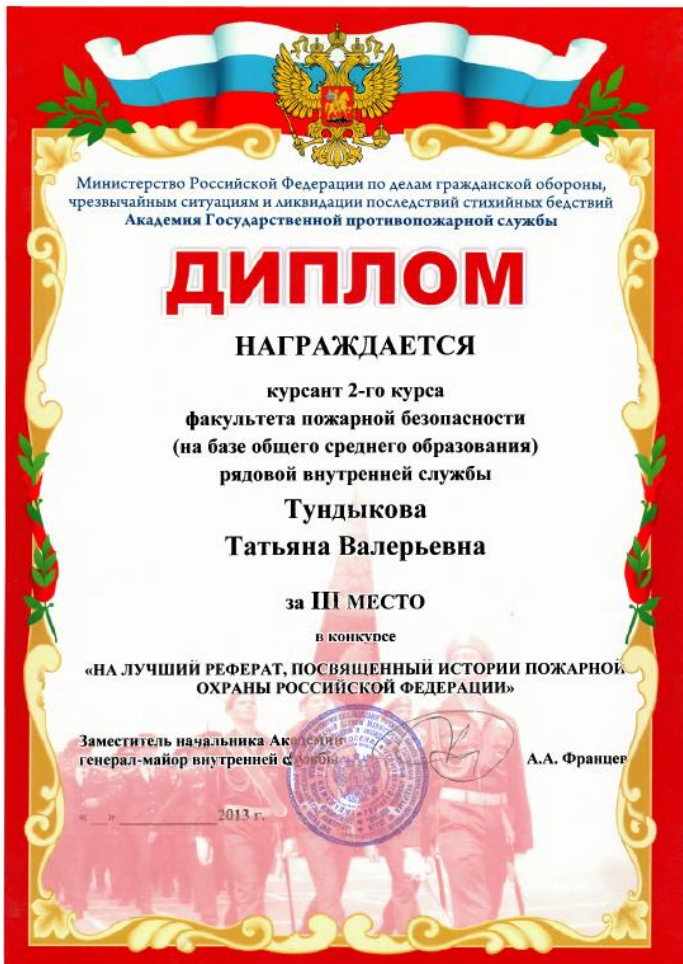 Министерство Российской Федерации по делам гражданской обороны,
чрезвычайным ситуациям и ликвидации последствий стихийных бедствий
Академия Государственной противопожарной службы
ДИПЛОМ
НАГРАЖДАЕТСЯ
курсант 2-го курса
факультета пожарной безопасности
(на базе общего среднего образования)
рядовой внутренней службы
Тундыкова
Татьяна Валерьевна
за III МЕСТО
в конкурсе
«НА ЛУЧШИЙ РЕФЕРАТ, ПОСВЯЩЕННЫЙ ИСТОРИИ ПОЖАРНОЙ
ОХРАНЫ РОССИЙСКОЙ ФЕДЕРАЦИИ»
Заместитель начальника Академии
генерал-майор внутренней службы А.А. Францев
«__» ____________2013 г.